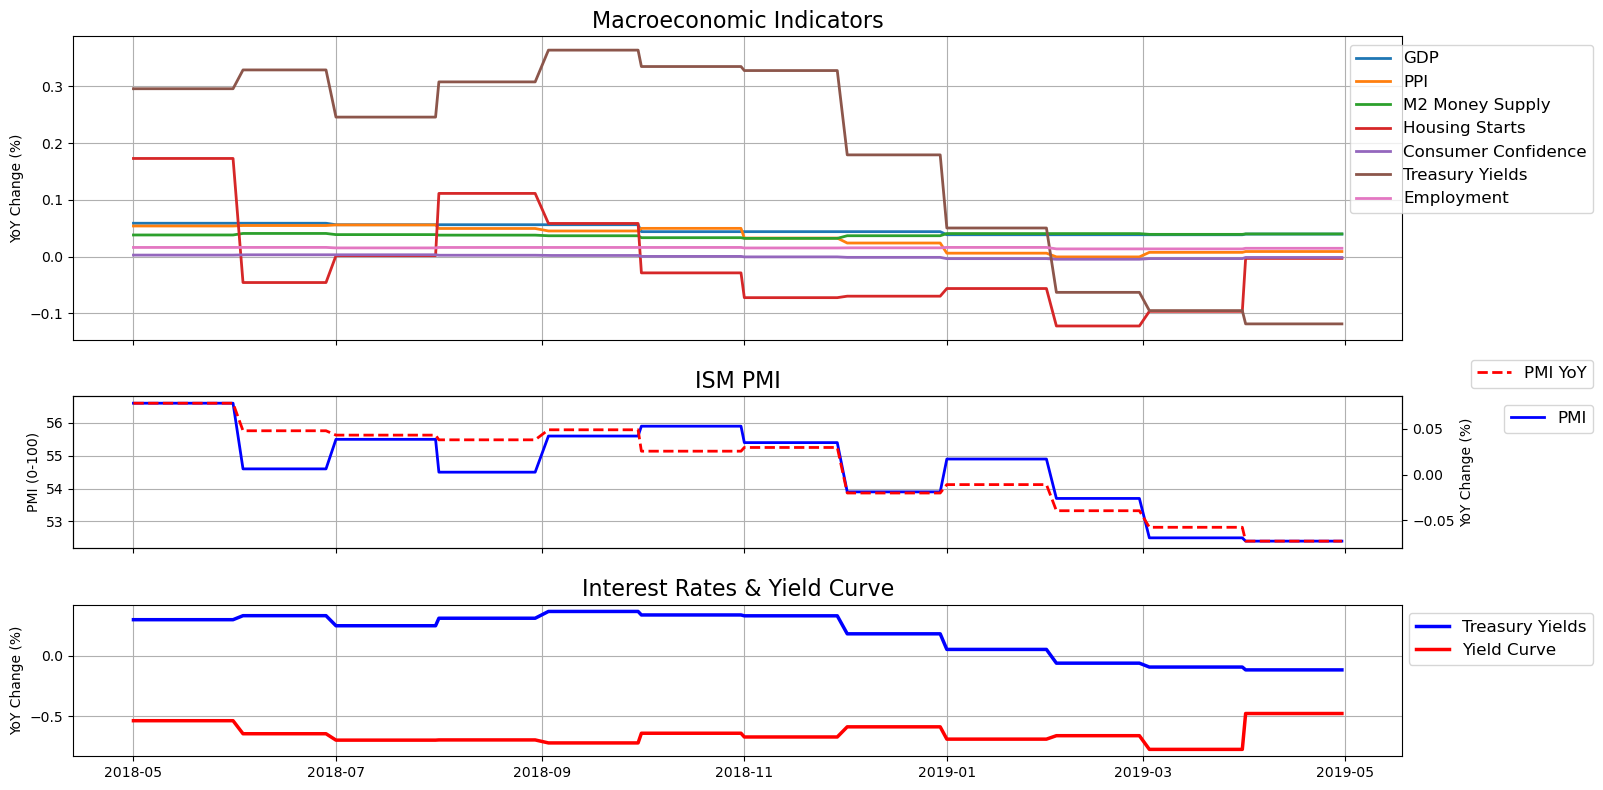 Macroeconomic Indicators
YoY Change (%)
0.3
0.2
0.1
0.0
−0.1
GDP
PPI
M2 Money Supply
Housing Starts
Consumer Confidence
Treasury Yields
Employment
ISM PMI
PMI (0-100)
56
55
54
53
0.05
0.00
−0.05
YoY Change (%)
PMI YoY
PMI
Interest Rates & Yield Curve
YoY Change (%)
0.0
−0.5
Treasury Yields
Yield Curve
2018-05 2018-07 2018-09 2018-11 2019-01 2019-03 2019-05